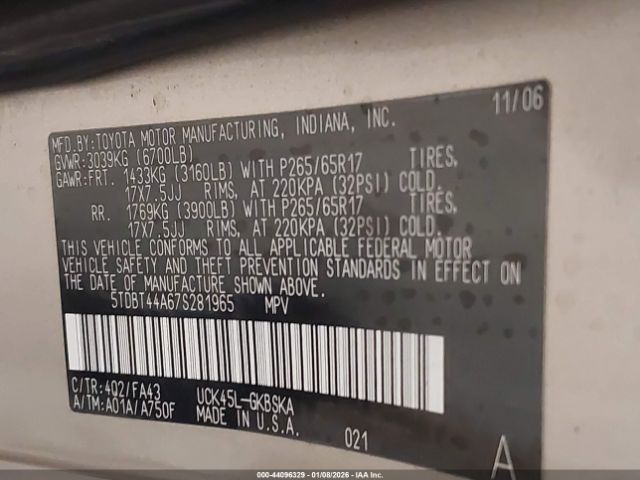 11/06
MFD.BY:TOYOTA MOTOR MANUFACTURING, INDIANA, INC.
GVWR:3039KG (6700LB)
GAWR:FRT. 1433KG (3160LB) WITH P265/65R17 TIRES,
17X7.5JJ RIMS, AT 220KPA (32PSI) COLD.
RR. 1769KG (3900LB) WITH P265/65R17 TIRES,
17X7.5JJ RIMS, AT 220KPA (32PSI) COLD.
THIS VEHICLE CONFORMS TO ALL APPLICABLE FEDERAL MOTOR
VEHICLE SAFETY AND THEFT PREVENTION STANDARDS IN EFFECT ON
THE DATE OF MANUFACTURE SHOWN ABOVE.
5TDBT44A67S281965 MPV
C/TR:4Q2/FA43 UCK45L-GKBSKA
A/TM:A01A/A750F MADE IN U.S.A.
021
A
000-44096329 - 01/08/2026 - IAA Inc.